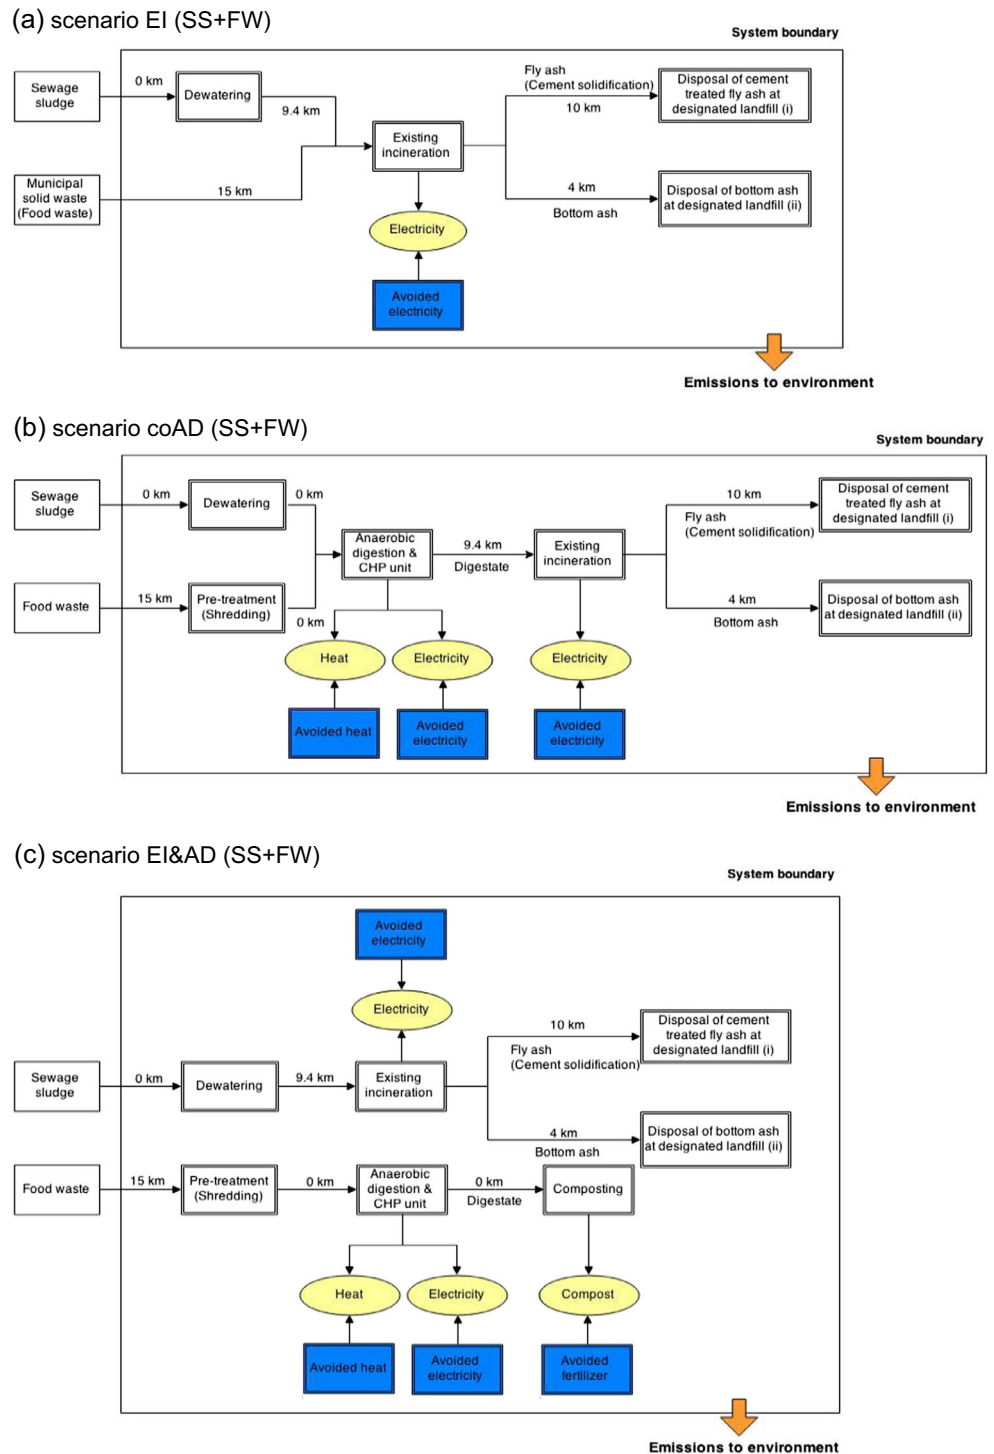 (a) scenario EI (SS+FW)
System boundary
Sewage
sludge
0 km
Dewatering
9.4 km
Fly ash
(Cement solidification)
10 km
Disposal of cement
treated fly ash at
designated landfill (i)
Existing
incineration
Municipal
solid waste
(Food waste)
15 km
4 km
Bottom ash
Disposal of bottom ash
at designated landfill (ii)
Electricity
Avoided
electricity
Emissions to environment
(b) scenario coAD (SS+FW)
System boundary
Sewage
sludge
0 km
Dewatering
0 km
10 km
Fly ash
(Cement solidification)
Disposal of cement
treated fly ash at
designated landfill (i)
Anaerobic
digestion &
CHP unit
9.4 km
Digestate
Existing
incineration
Food waste
15 km
Pre-treatment
(Shredding)
0 km
4 km
Bottom ash
Disposal of bottom ash
at designated landfill (ii)
Heat
Electricity
Electricity
Avoided heat
Avoided
electricity
Avoided
electricity
Emissions to environment
(c) scenario EI&AD (SS+FW)
System boundary
Avoided
electricity
Electricity
10 km
Fly ash
(Cement solidification)
Disposal of cement
treated fly ash at
designated landfill (i)
Sewage
sludge
0 km
Dewatering
9.4 km
Existing
incineration
4 km
Bottom ash
Disposal of bottom ash
at designated landfill (ii)
Food waste
15 km
Pre-treatment
(Shredding)
0 km
Anaerobic
digestion &
CHP unit
0 km
Digestate
Composting
Heat
Electricity
Compost
Avoided heat
Avoided
electricity
Avoided
fertilizer
Emissions to environment